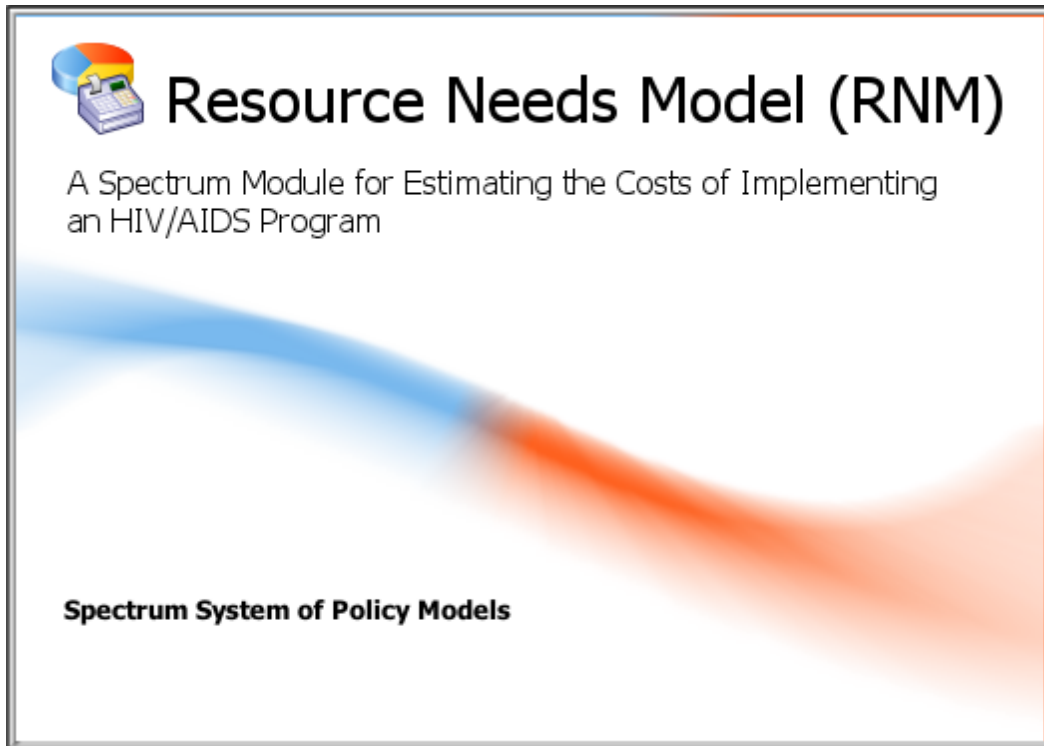 Resource Needs Model (RNM)
A Spectrum Module for Estimating the Costs of Implementing
an HIV/AIDS Program
Spectrum System of Policy Models